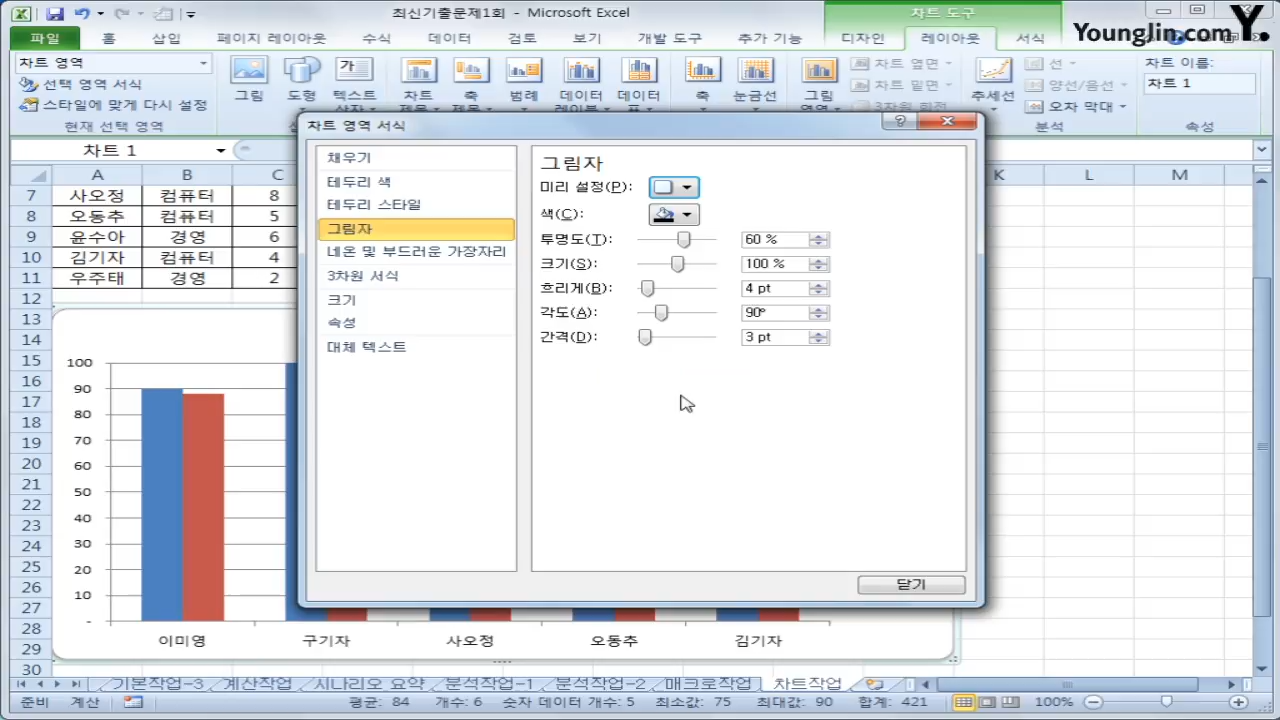 최신기출문제1회 - Microsoft Excel
차트 도구
YoungJin.com Y.
파일 홈 삽입 페이지 레이아웃 수식 데이터 검토 보기 개발 도구 추가 기능 디자인 레이아웃 서식
차트 영역
선택 영역 서식
스타일에 맞게 다시 설정
현재 선택 영역
그림 도형 텍스트
차트 축 범례 데이터 데이터
축 눈금선
그림
차트 옆면
차트 밑면
3차원 회전
추세선
선
양선/음선
오차 막대
분석
차트 이름:
차트 1
속성
차트 1
A B C K L M
7 사오정 컴퓨터 8
8 오동추 컴퓨터 5
9 윤수아 경영 6
10 김기자 컴퓨터 4
11 우주태 경영 2
12
13
14
15
16
17
18
19
20
21
22
23
24
25
26
27
28
29
30
100
90
80
70
60
50
40
30
20
10
-
이미영 구기자 사오정 오동추 김기자
차트 영역 서식
채우기
테두리 색
테두리 스타일
그림자
네온 및 부드러운 가장자리
3차원 서식
크기
속성
대체 텍스트
그림자
미리 설정(P):
색(C):
투명도(T): 60 %
크기(S): 100 %
흐리게(B): 4 pt
각도(A): 90°
간격(D): 3 pt
닫기
기본작업-3 계산작업 시나리오 요약 분석작업-1 분석작업-2 매크로작업 차트작업
준비 계산 평균: 84 개수: 6 숫자 데이터 개수: 5 최소값: 75 최대값: 90 합계: 421 100%